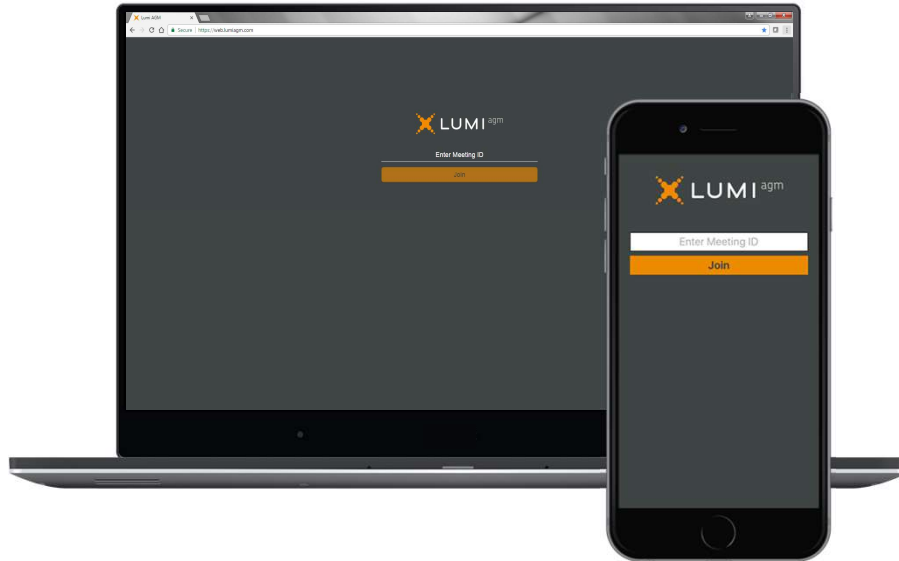 Lumi AGM
Secure | https://web.lumiagm.com
LUMI agm
Enter Meeting ID
Join
LUMI agm
Enter Meeting ID
Join